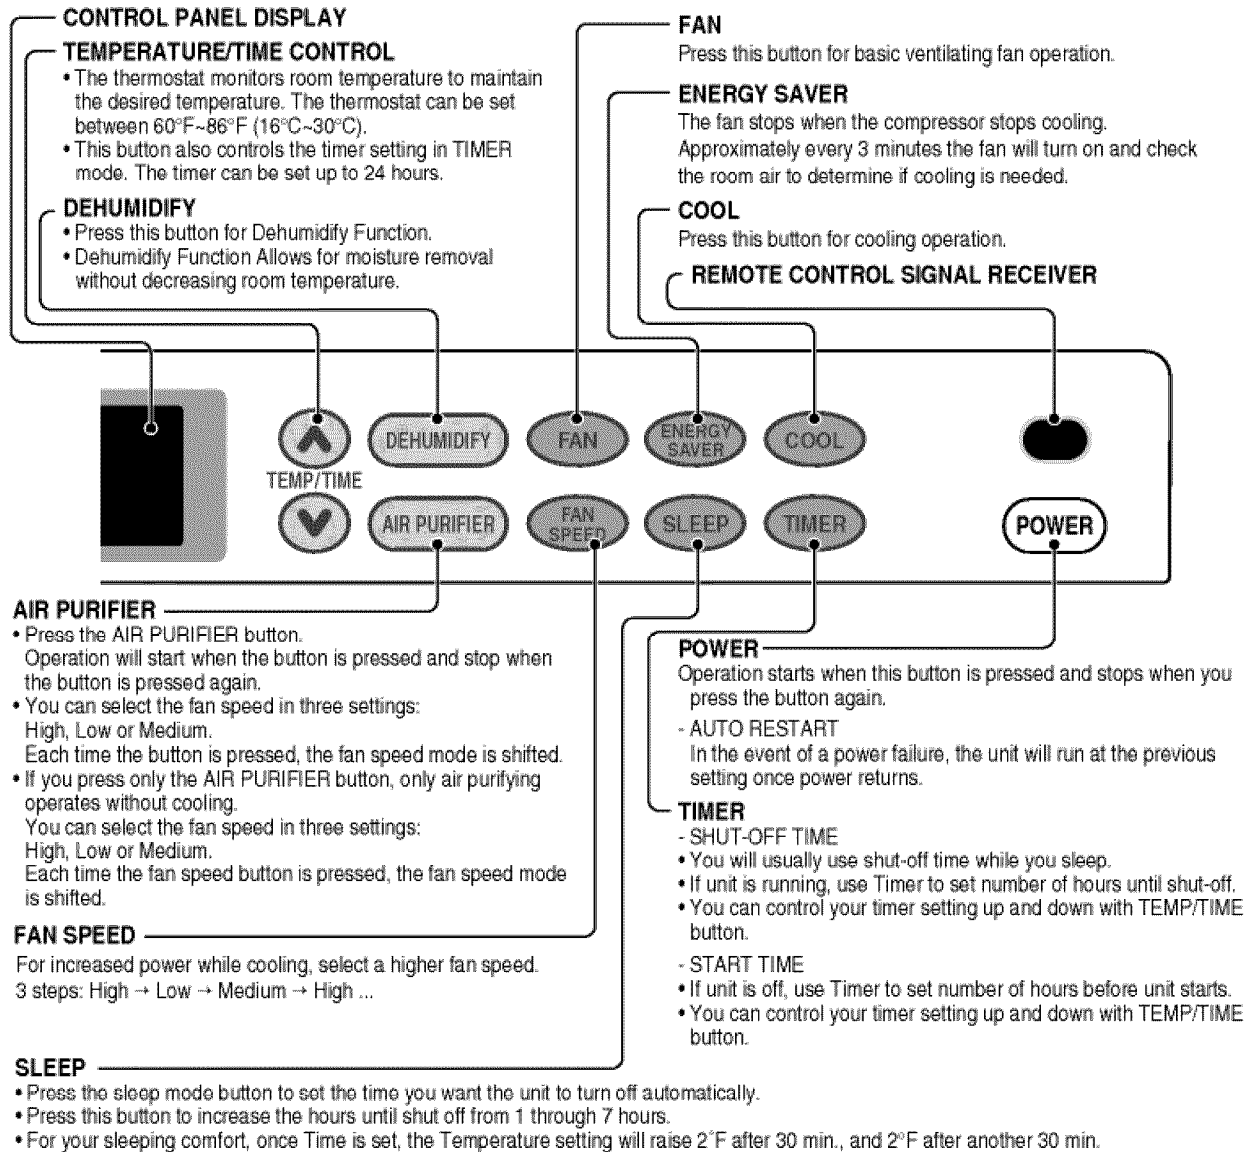 CONTROL PANEL DISPLAY
TEMPERATURE/TIME CONTROL
• The thermostat monitors room temperature to maintain
the desired temperature. The thermostat can be set
between 60°F~86°F (16°C~30°C).
• This button also controls the timer setting in TIMER
mode. The timer can be set up to 24 hours.
DEHUMIDIFY
• Press this button for Dehumidify Function.
• Dehumidify Function Allows for moisture removal
without decreasing room temperature.
FAN
Press this button for basic ventilating fan operation.
ENERGY SAVER
The fan stops when the compressor stops cooling.
Approximately every 3 minutes the fan will turn on and check
the room air to determine if cooling is needed.
COOL
Press this button for cooling operation.
REMOTE CONTROL SIGNAL RECEIVER
DEHUMIDIFY
FAN
ENERGY
SAVER
COOL
TEMP/TIME
AIR PURIFIER
FAN
SPEED
SLEEP
TIMER
POWER
AIR PURIFIER
• Press the AIR PURIFIER button.
Operation will start when the button is pressed and stop when
the button is pressed again.
• You can select the fan speed in three settings:
High, Low or Medium.
Each time the button is pressed, the fan speed mode is shifted.
• If you press only the AIR PURIFIER button, only air purifying
operates without cooling.
You can select the fan speed in three settings:
High, Low or Medium.
Each time the fan speed button is pressed, the fan speed mode
is shifted.
FAN SPEED
For increased power while cooling, select a higher fan speed.
3 steps: High → Low → Medium → High ...
POWER
Operation starts when this button is pressed and stops when you
press the button again.
- AUTO RESTART
In the event of a power failure, the unit will run at the previous
setting once power returns.
TIMER
- SHUT-OFF TIME
• You will usually use shut-off time while you sleep.
• If unit is running, use Timer to set number of hours until shut-off.
• You can control your timer setting up and down with TEMP/TIME
button.
- START TIME
• If unit is off, use Timer to set number of hours before unit starts.
• You can control your timer setting up and down with TEMP/TIME
button.
SLEEP
• Press the sleep mode button to set the time you want the unit to turn off automatically.
• Press this button to increase the hours until shut off from 1 through 7 hours.
• For your sleeping comfort, once Time is set, the Temperature setting will raise 2°F after 30 min., and 2°F after another 30 min.